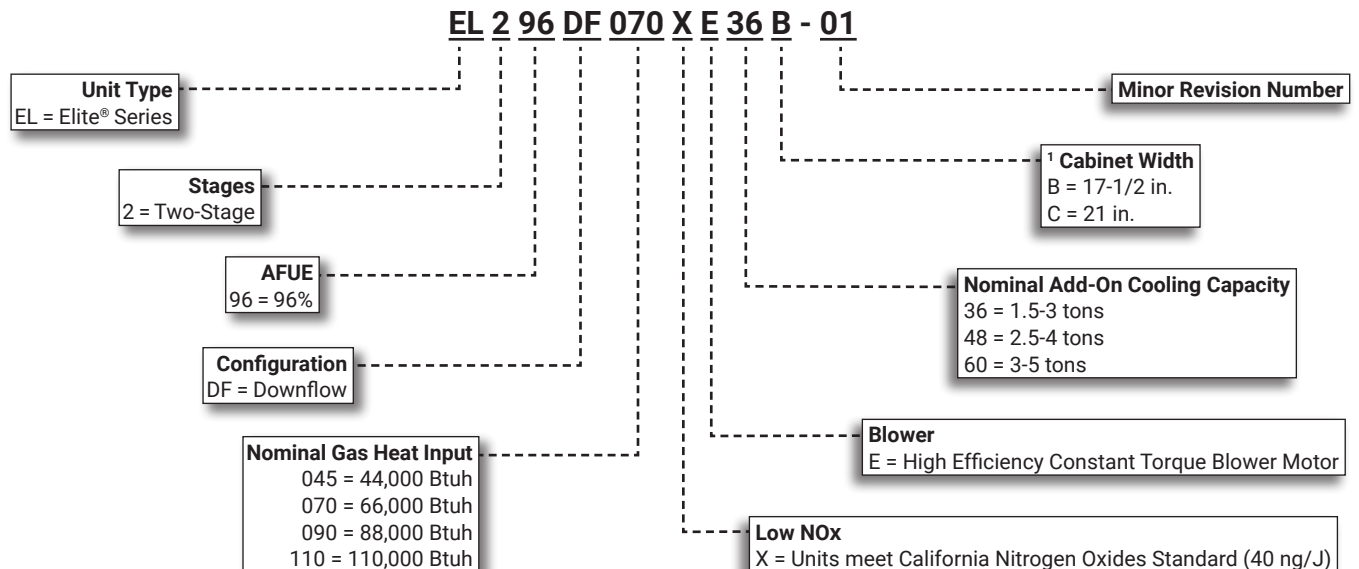 EL 2 96 DF 070 X E 36 B - 01
Unit Type
EL = Elite® Series
Minor Revision Number
¹ Cabinet Width
B = 17-1/2 in.
C = 21 in.
Stages
2 = Two-Stage
AFUE
96 = 96%
Nominal Add-On Cooling Capacity
36 = 1.5-3 tons
48 = 2.5-4 tons
60 = 3-5 tons
Configuration
DF = Downflow
Blower
E = High Efficiency Constant Torque Blower Motor
Nominal Gas Heat Input
045 = 44,000 Btuh
070 = 66,000 Btuh
090 = 88,000 Btuh
110 = 110,000 Btuh
Low NOx
X = Units meet California Nitrogen Oxides Standard (40 ng/J)